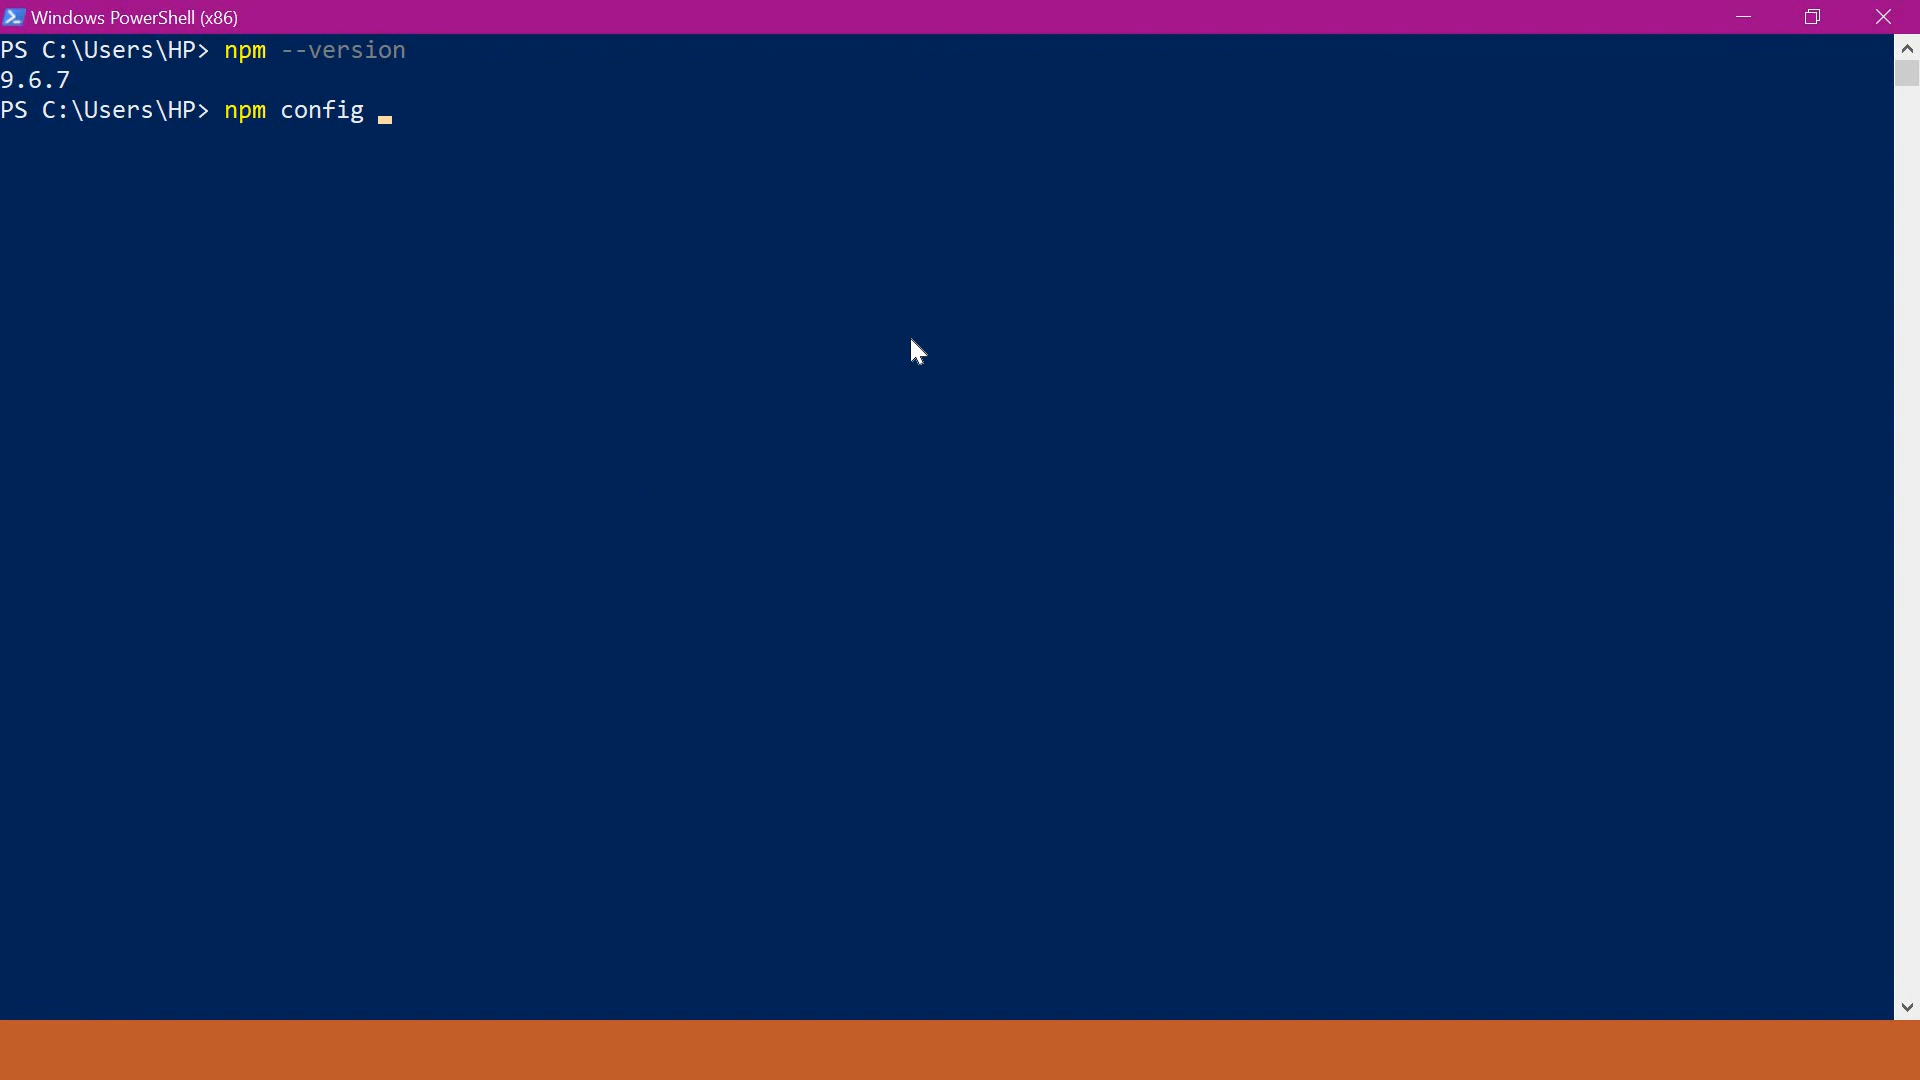 Windows PowerShell (x86)
PS C:\Users\HP> npm --version
9.6.7
PS C:\Users\HP> npm config